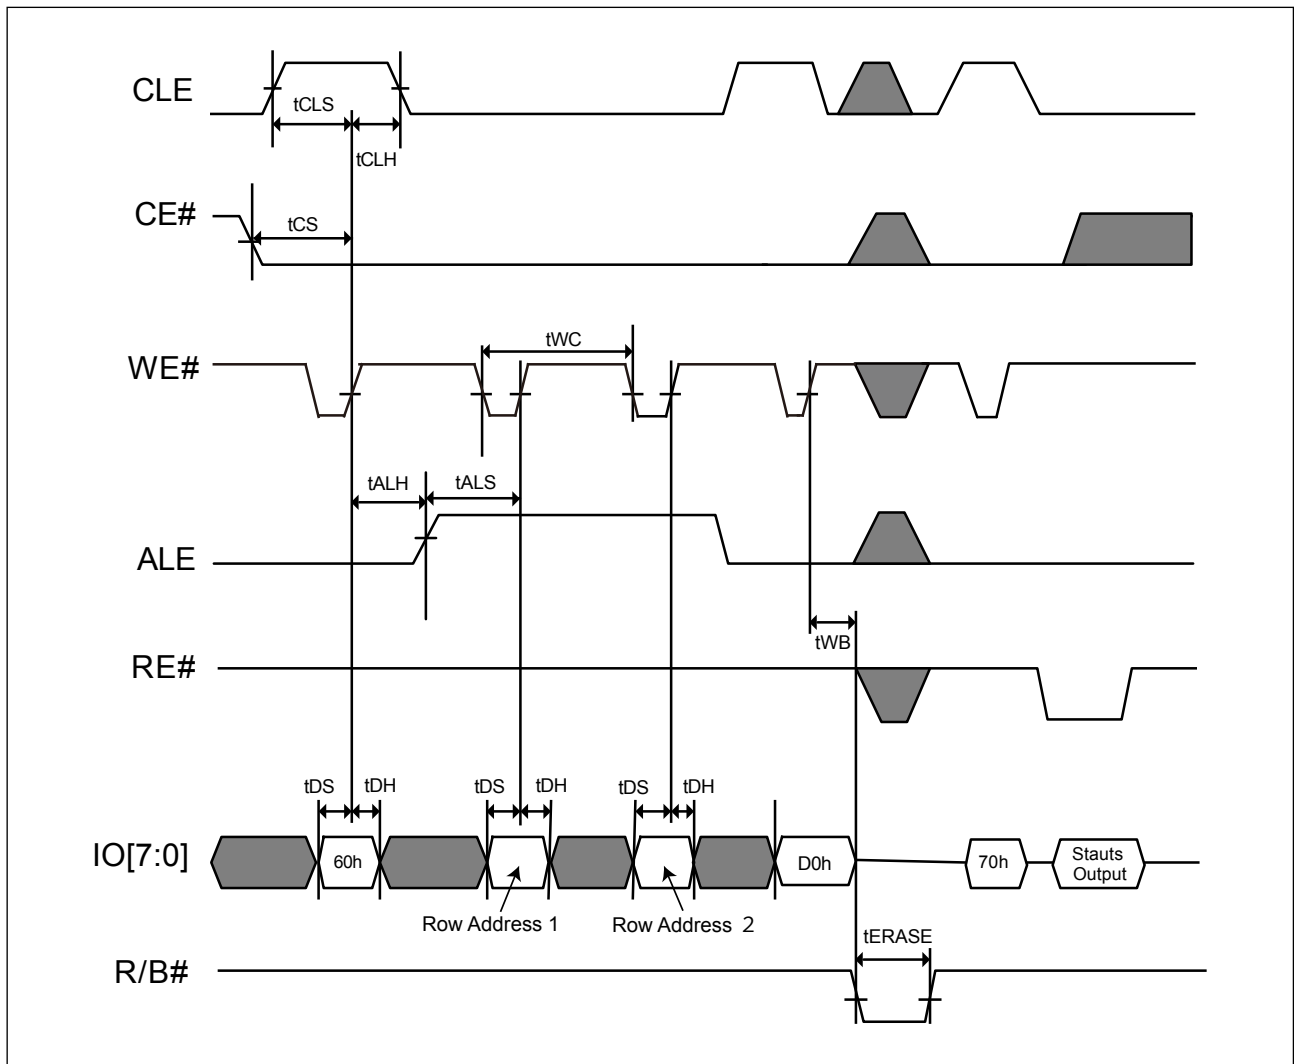 CLE
tCLS
tCLH
CE#
tCS
WE#
tWC
tALH
tALS
ALE
tWB
RE#
tDS
tDH
tDS
tDH
tDS
tDH
IO[7:0]
60h
D0h
70h
Stauts
Output
Row Address 1
Row Address 2
tERASE
R/B#